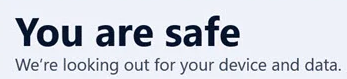 You are safe
We’re looking out for your device and data.